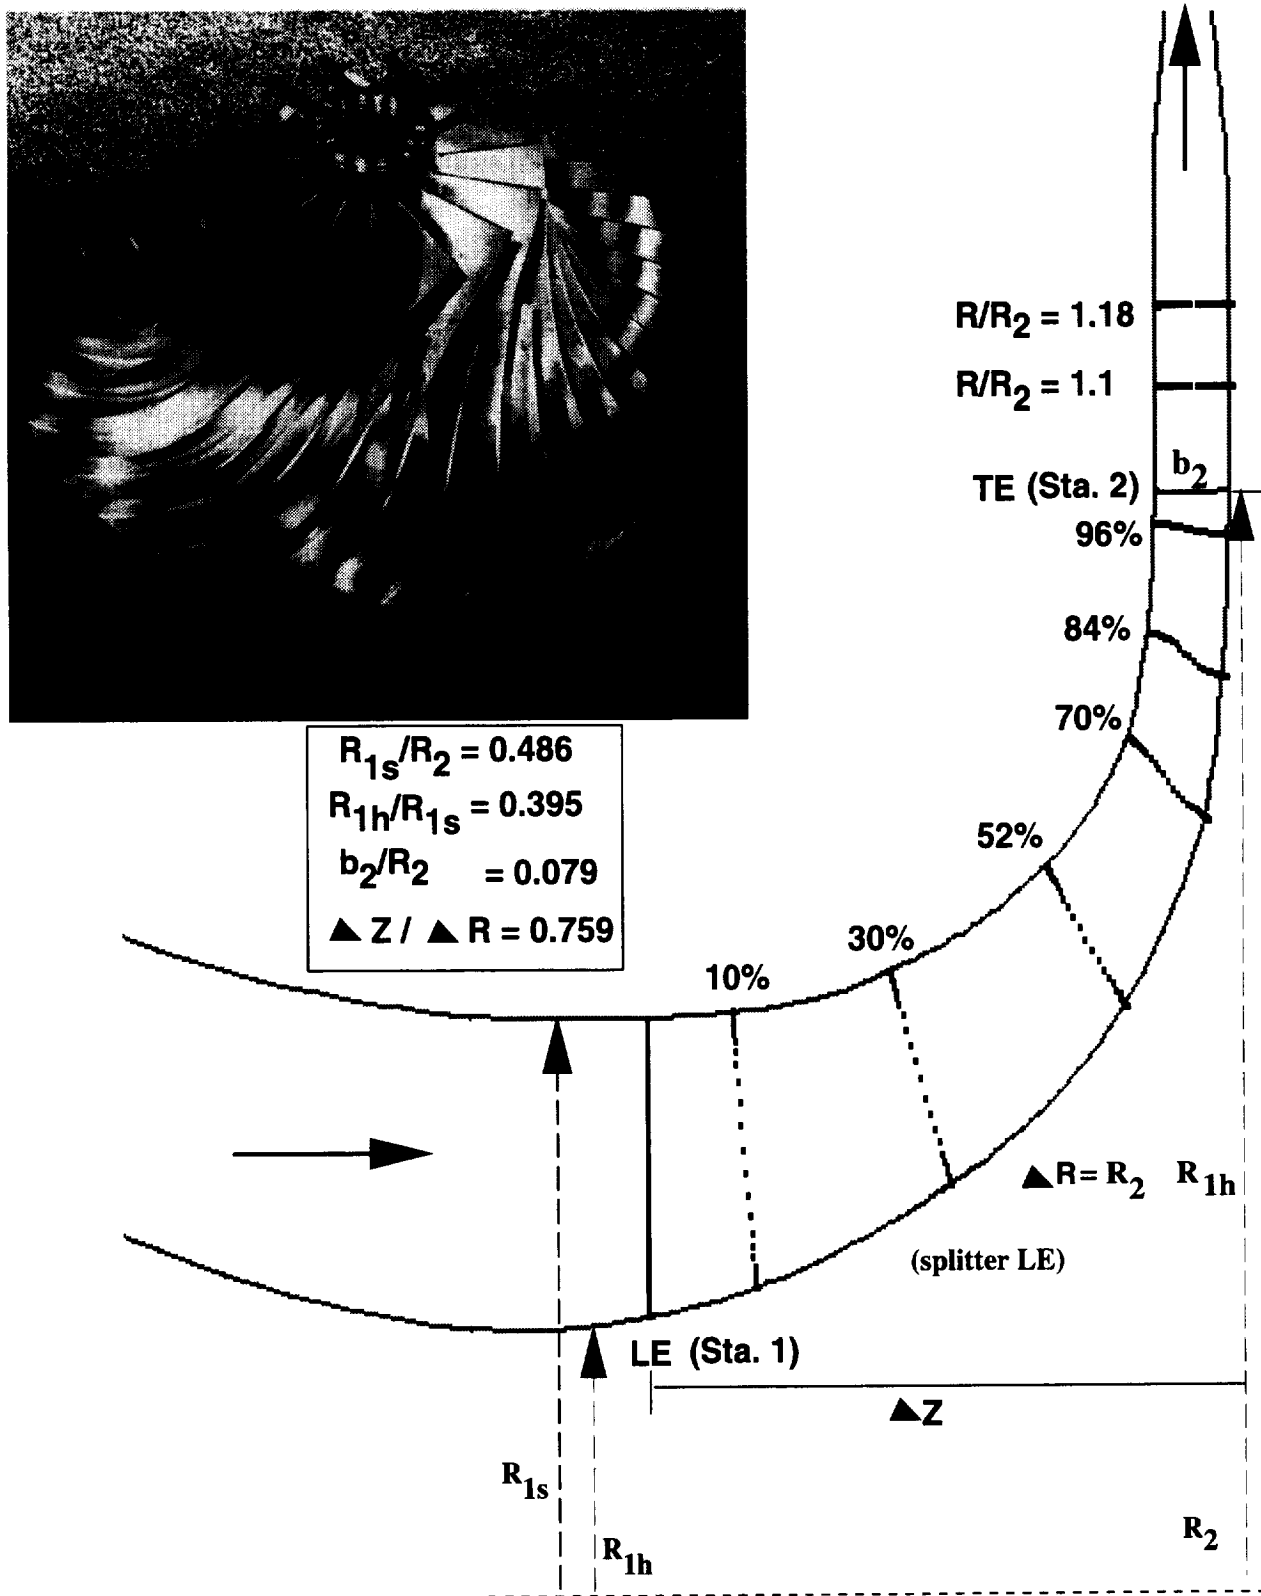 R/R2 = 1.18
R/R2 = 1.1
b2
TE (Sta. 2)
96%
84%
70%
52%
30%
10%
R1s/R2 = 0.486
R1h/R1s = 0.395
b2/R2 = 0.079
▲ Z / ▲ R = 0.759
▲ R = R2 R1h
(splitter LE)
LE (Sta. 1)
▲Z
R1s
R1h
R2